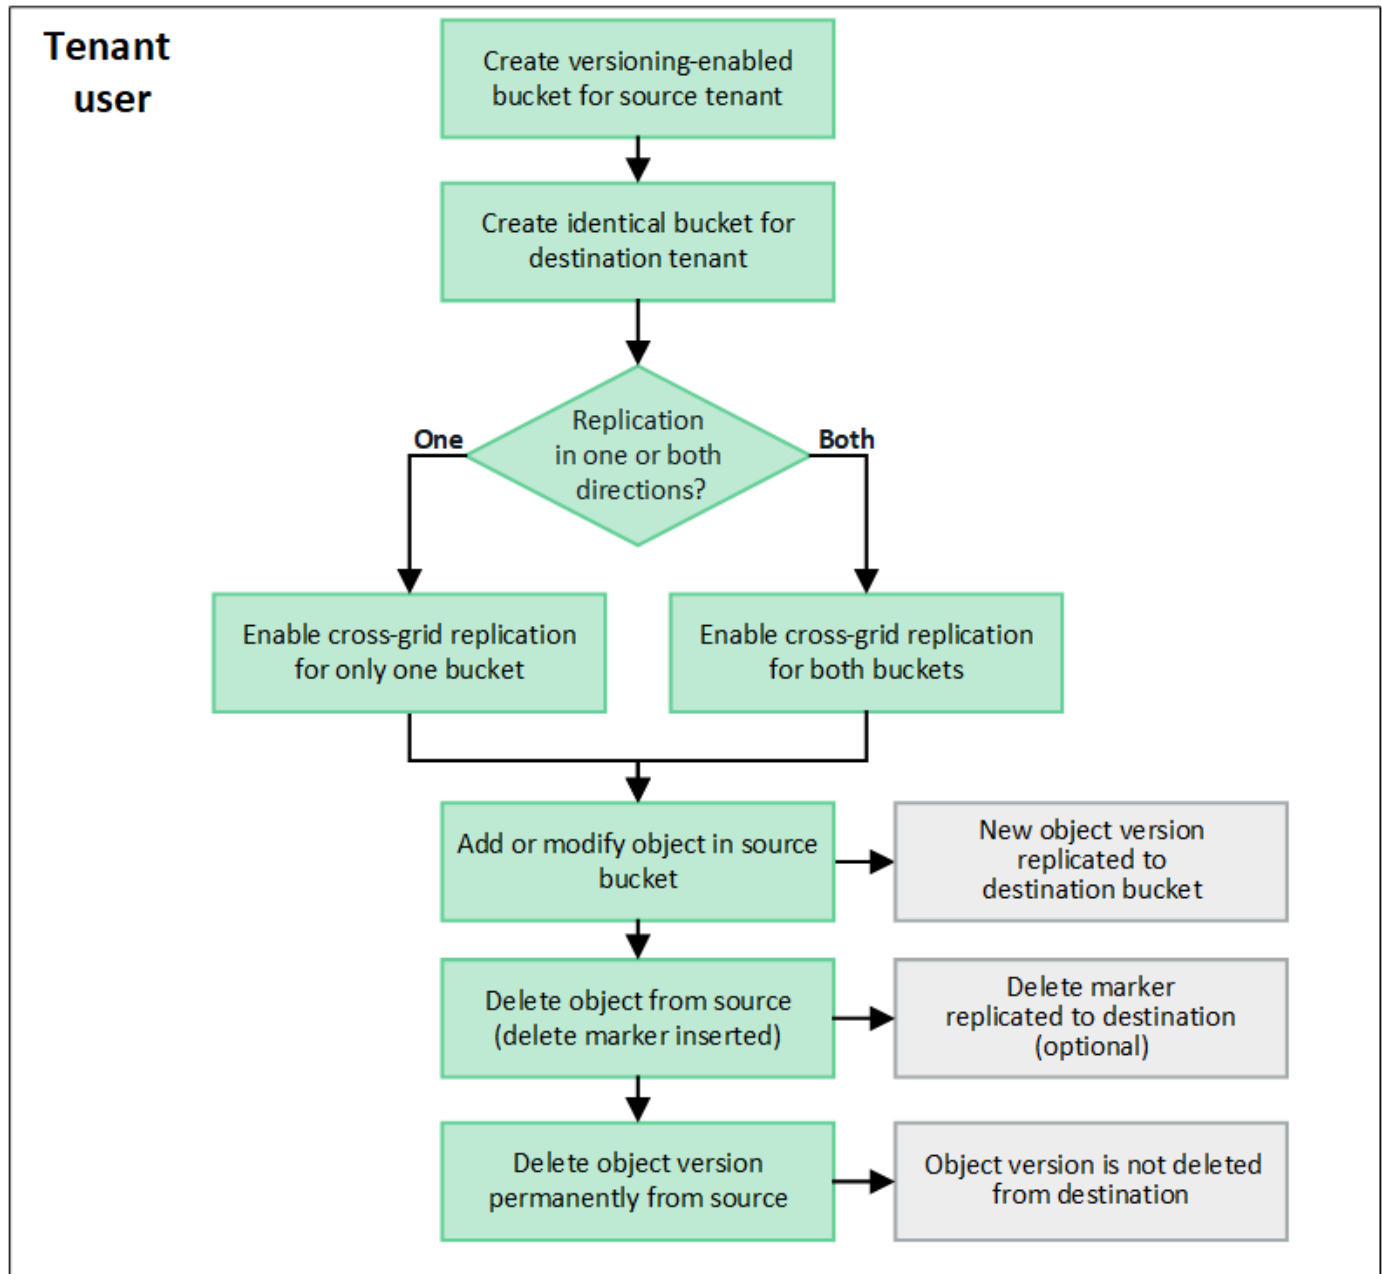 Tenant
user
Create versioning-enabled
bucket for source tenant
Create identical bucket for
destination tenant
Replication
in one or both
directions?
One
Both
Enable cross-grid replication
for only one bucket
Enable cross-grid replication
for both buckets
Add or modify object in source
bucket
New object version
replicated to
destination bucket
Delete object from source
(delete marker inserted)
Delete marker
replicated to destination
(optional)
Delete object version
permanently from source
Object version is not deleted
from destination